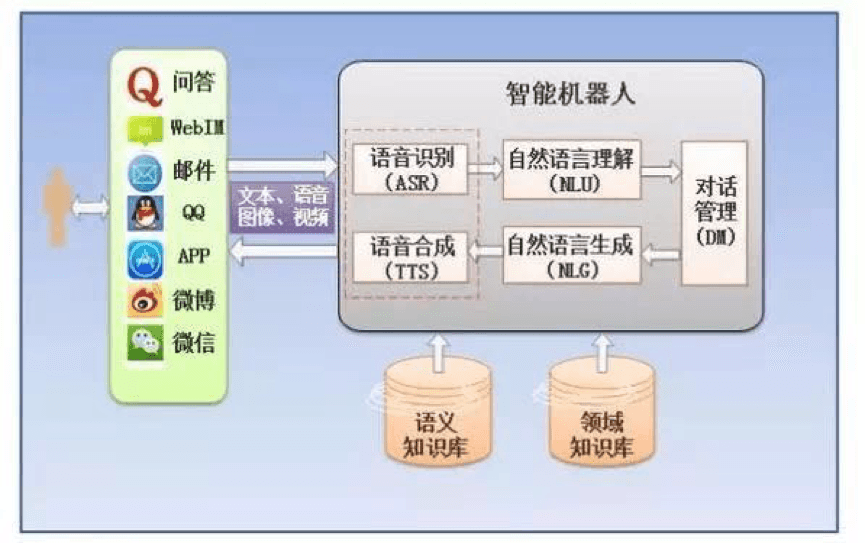 问答
WebIM
邮件
QQ
APP
微博
微信
文本、语音
图像、视频
智能机器人
语音识别
(ASR)
自然语言理解
(NLU)
对话
管理
(DM)
语音合成
(TTS)
自然语言生成
(NLG)
语义
知识库
领域
知识库